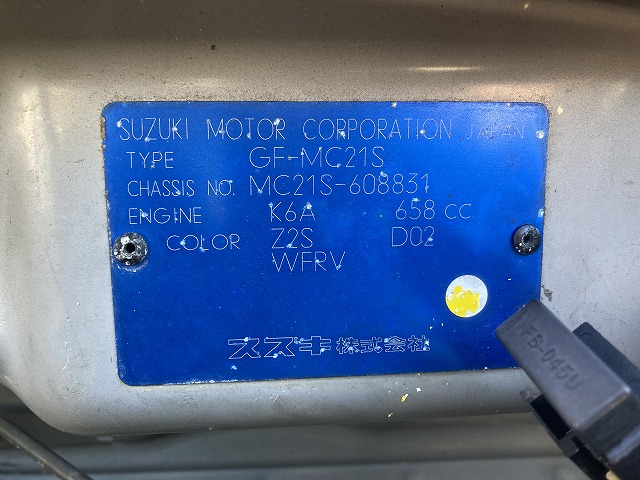 SUZUKI MOTOR CORPORATION JAPAN
TYPE GF-MC21S
CHASSIS NO. MC21S-608831
ENGINE K6A 658 CC
COLOR Z2S D02
WFRV
スズキ株式会社
FB-045U